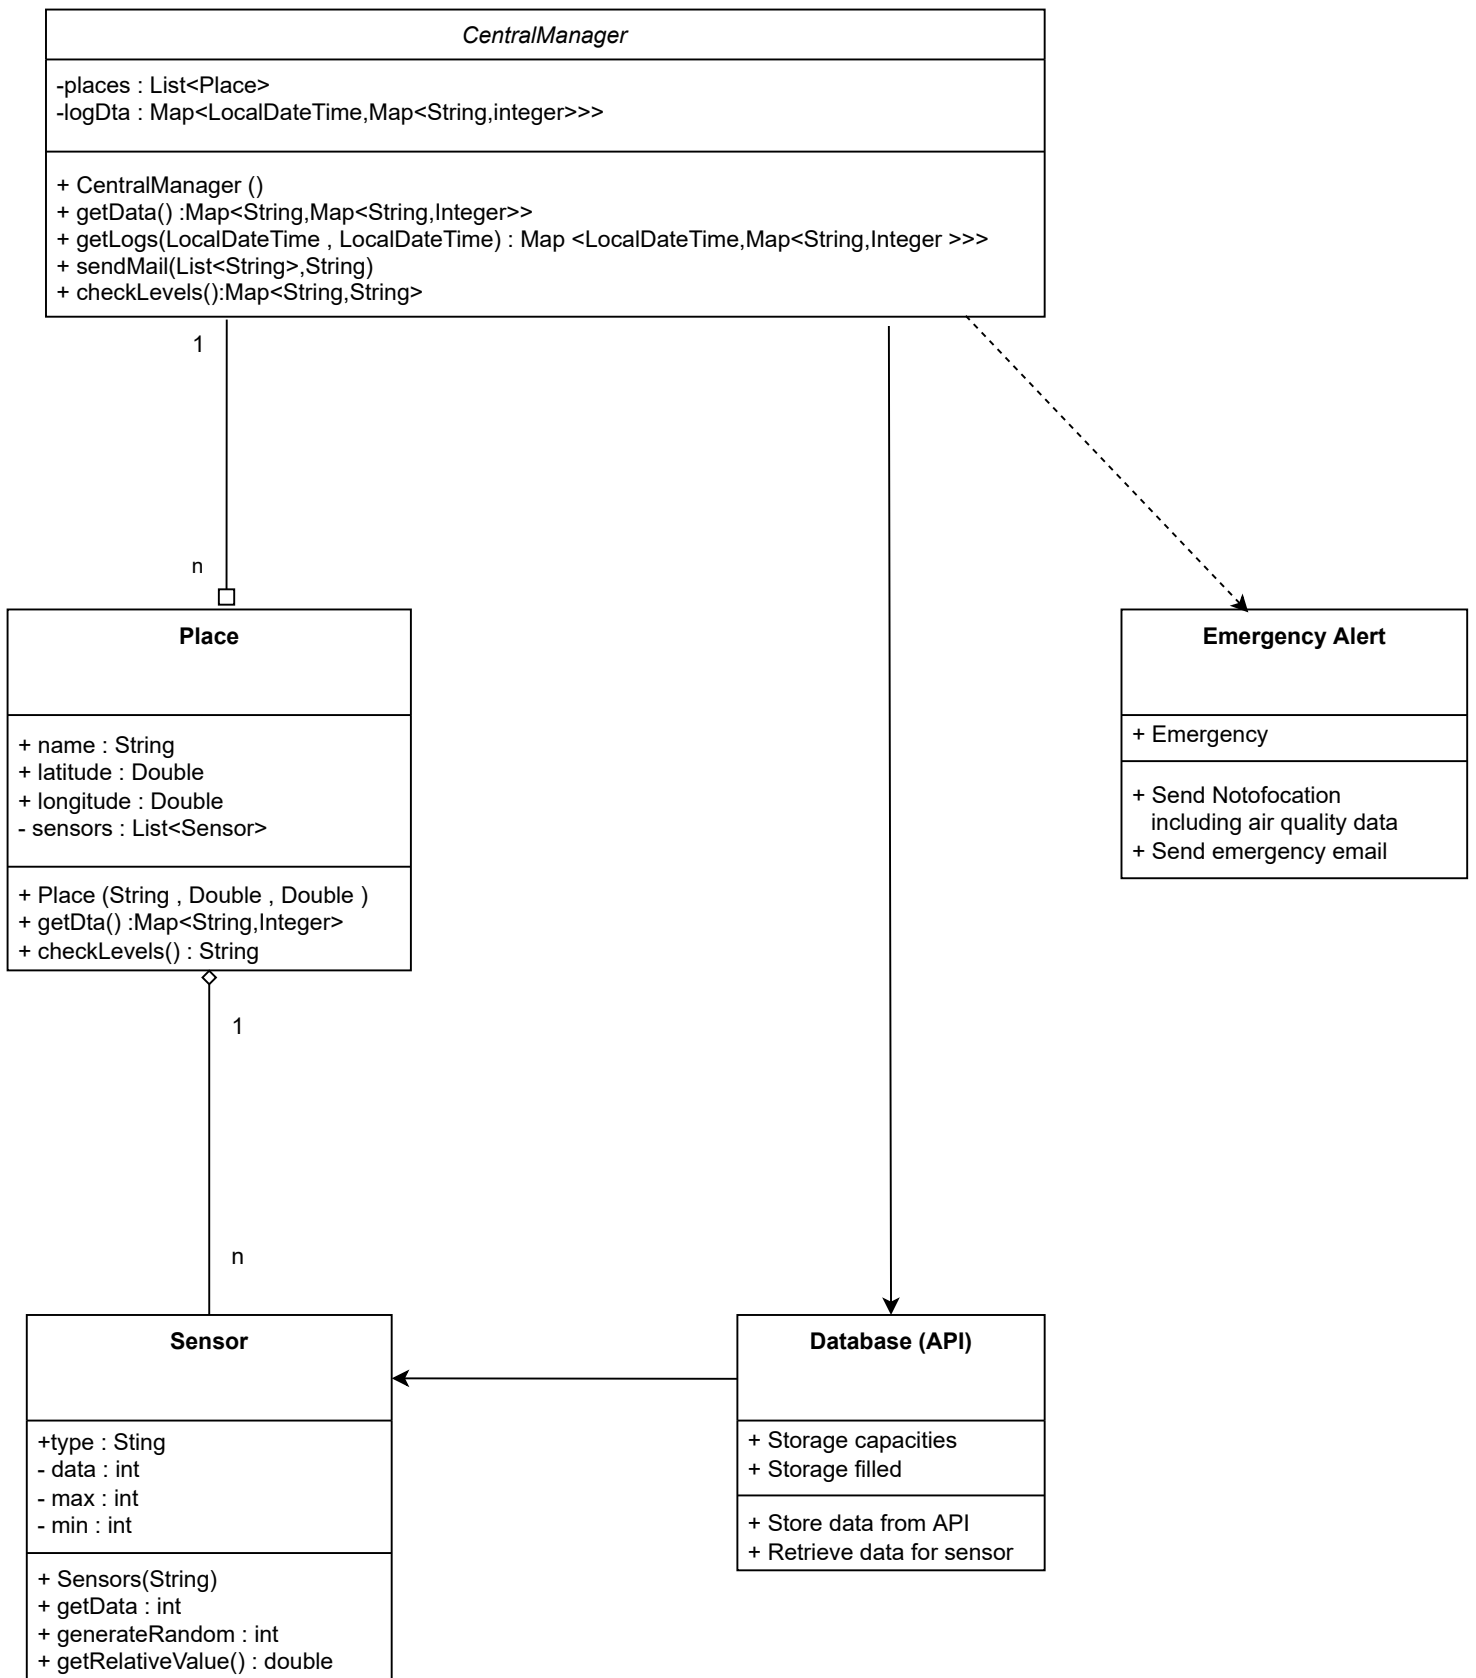 CentralManager
-places : List<Place>
-logDta : Map<LocalDateTime,Map<String,integer>>>
+ CentralManager ()
+ getData() :Map<String,Map<String,Integer>>
+ getLogs(LocalDateTime , LocalDateTime) : Map <LocalDateTime,Map<String,Integer >>>
+ sendMail(List<String>,String)
+ checkLevels():Map<String,String>
1
n
Place
+ name : String
+ latitude : Double
+ longitude : Double
- sensors : List<Sensor>
+ Place (String , Double , Double )
+ getDta() :Map<String,Integer>
+ checkLevels() : String
Emergency Alert
+ Emergency
+ Send Notofocation
including air quality data
+ Send emergency email
1
n
Sensor
+type : Sting
- data : int
- max : int
- min : int
+ Sensors(String)
+ getData : int
+ generateRandom : int
+ getRelativeValue() : double
Database (API)
+ Storage capacities
+ Storage filled
+ Store data from API
+ Retrieve data for sensor